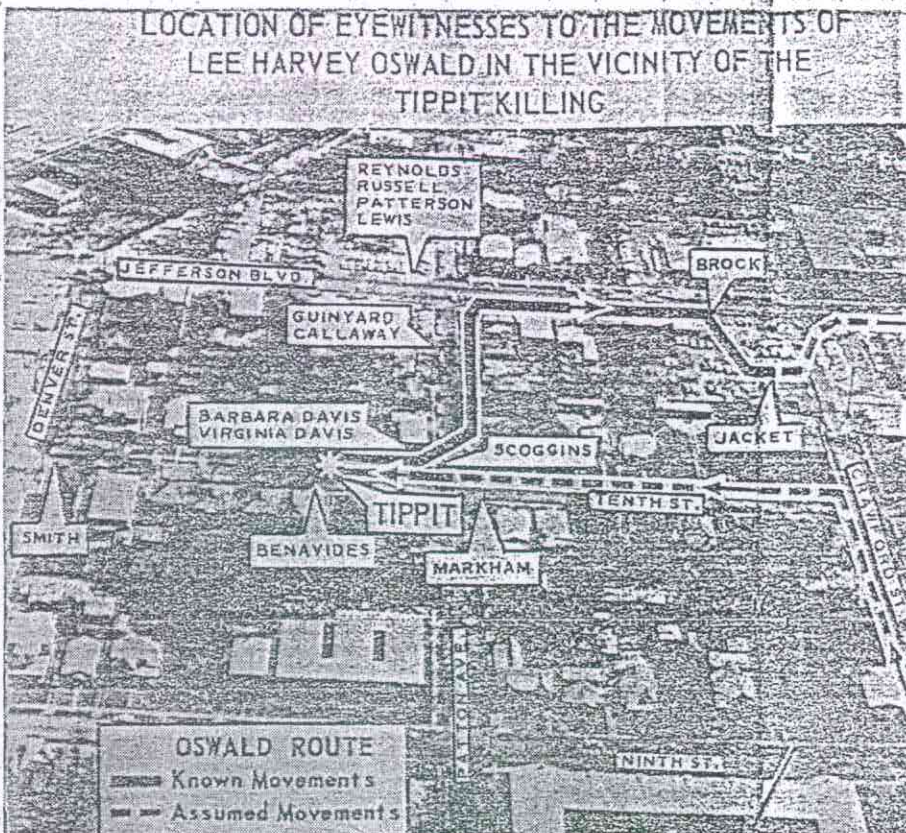 LOCATION OF EYEWITNESSES TO THE MOVEMENTS OF
LEE HARVEY OSWALD IN THE VICINITY OF THE
TIPPIT KILLING
REYNOLDS
RUSSELL
PATTERSON
LEWIS
BROCK
JEFFERSON BLVD.
GUINYARD
CALLAWAY
DENVER ST.
BARBARA DAVIS
VIRGINIA DAVIS
SCOGGINS
JACKET
TENTH ST.
TIPPIT
SMITH
BENAVIDES
MARKHAM
PATTON AVE.
OSWALD ROUTE
Known Movements
Assumed Movements
NINTH ST.